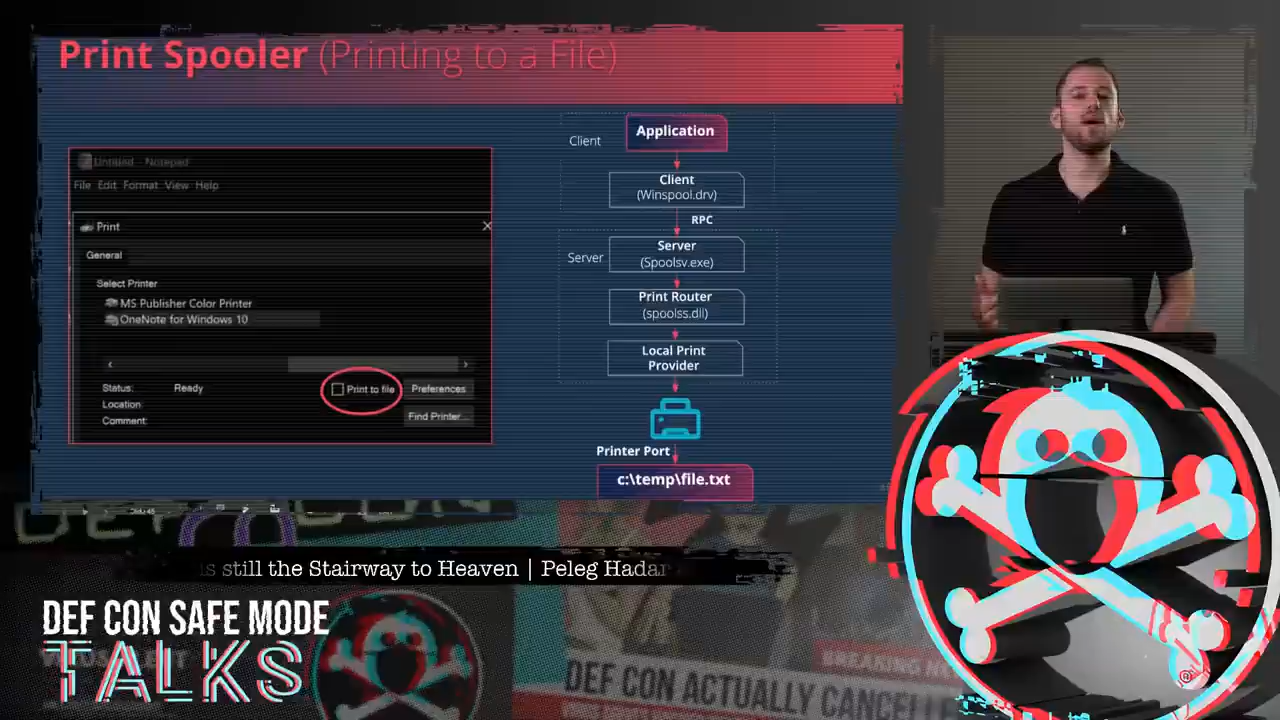 Print Spooler (Printing to a File)
Untitled - Notepad
File Edit Format View Help
Print
General
Select Printer
MS Publisher Color Printer
OneNote for Windows 10
Status: Ready
Print to file
Preferences
Location
Comment:
Find Printer...
Client
Application
Client
(Winspool.drv)
RPC
Server
Server
(Spoolsv.exe)
Print Router
(spoolss.dll)
Local Print
Provider
Printer Port
c:\temp\file.txt
is still the Stairway to Heaven | Peleg Hadar
DEF CON SAFE MODE
TALKS
BREAKING
DEF CON ACTUALLY